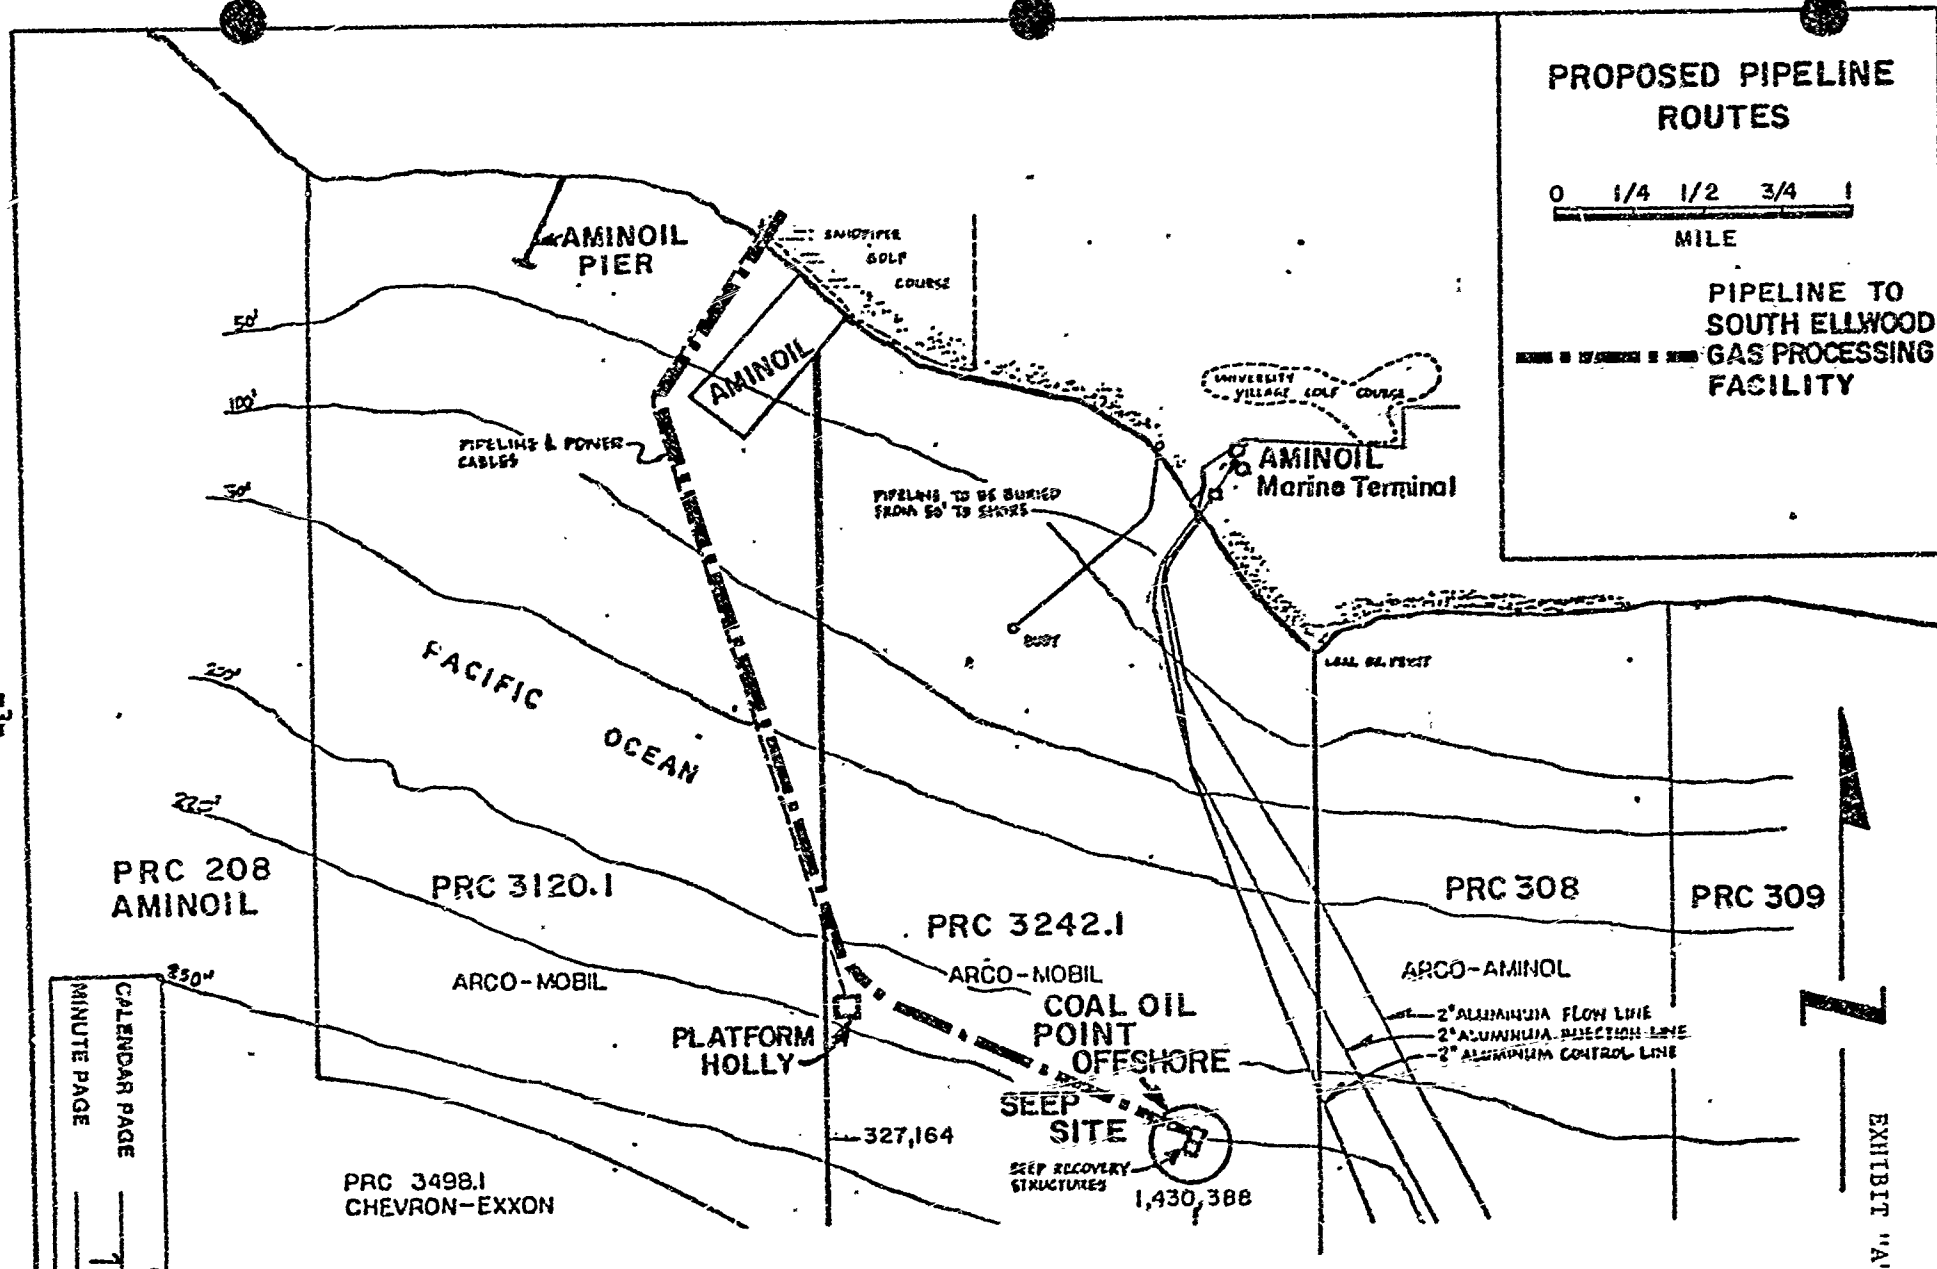 PROPOSED PIPELINE
ROUTES
0 1/4 1/2 3/4 1
MILE
PIPELINE TO
SOUTH ELLWOOD
GAS PROCESSING
FACILITY
AMINOIL
PIER
GOLF
COURSE
AMINOIL
50'
100'
PIPELINE & POWER
CABLES
UNIVERSITY
VILLAGE GOLF COURSE
AMINOIL
Marine Terminal
PIPELINE TO BE BURIED
FROM 50' TO SHORE
PACIFIC
OCEAN
PRC 208
AMINOIL
PRC 3120.1
ARCO-MOBIL
PRC 3242.1
ARCO-MOBIL
PRC 308
ARCO-AMINOL
PRC 309
PLATFORM
HOLLY
COAL OIL
POINT
OFFSHORE
SEEP
SITE
2" ALUMINUM FLOW LINE
2" ALUMINUM INJECTION LINE
2" ALUMINUM CONTROL LINE
327,164
SEEP RECOVERY
STRUCTURES
1,430,388
PRC 3498.1
CHEVRON-EXXON
CALENDAR PAGE
MINUTE PAGE
EXHIBIT "A"